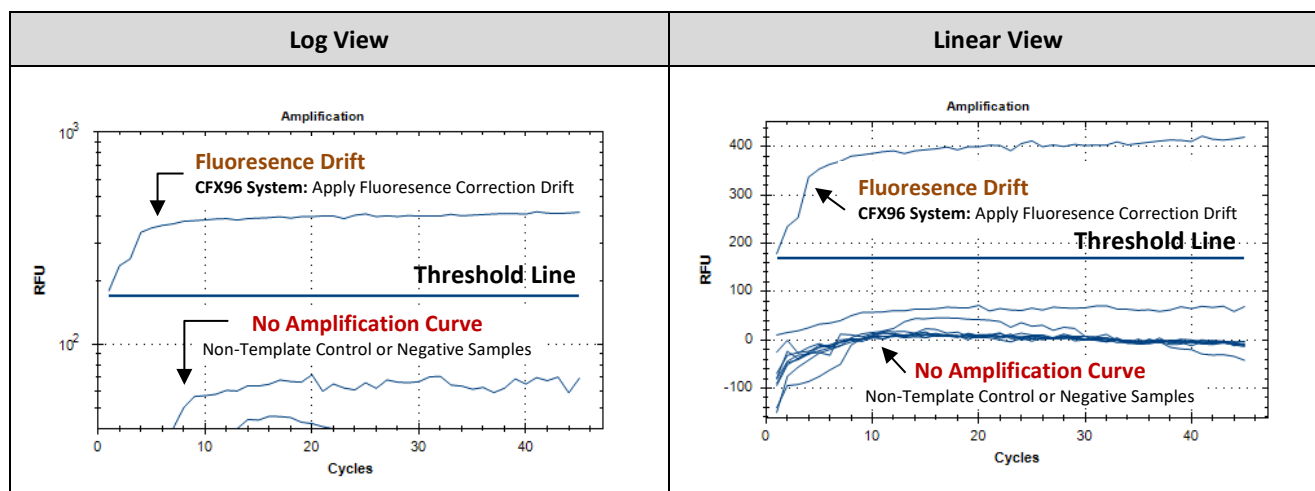 Log View
Linear View
Amplification
10³
Fluoresence Drift
CFX96 System: Apply Fluoresence Correction Drift
Threshold Line
RFU
No Amplification Curve
10²
Non-Template Control or Negative Samples
0 10 20 30 40
Cycles
Amplification
400
Fluoresence Drift
300
CFX96 System: Apply Fluoresence Correction Drift
Threshold Line
200
RFU
100
0
No Amplification Curve
-100
Non-Template Control or Negative Samples
0 10 20 30 40
Cycles